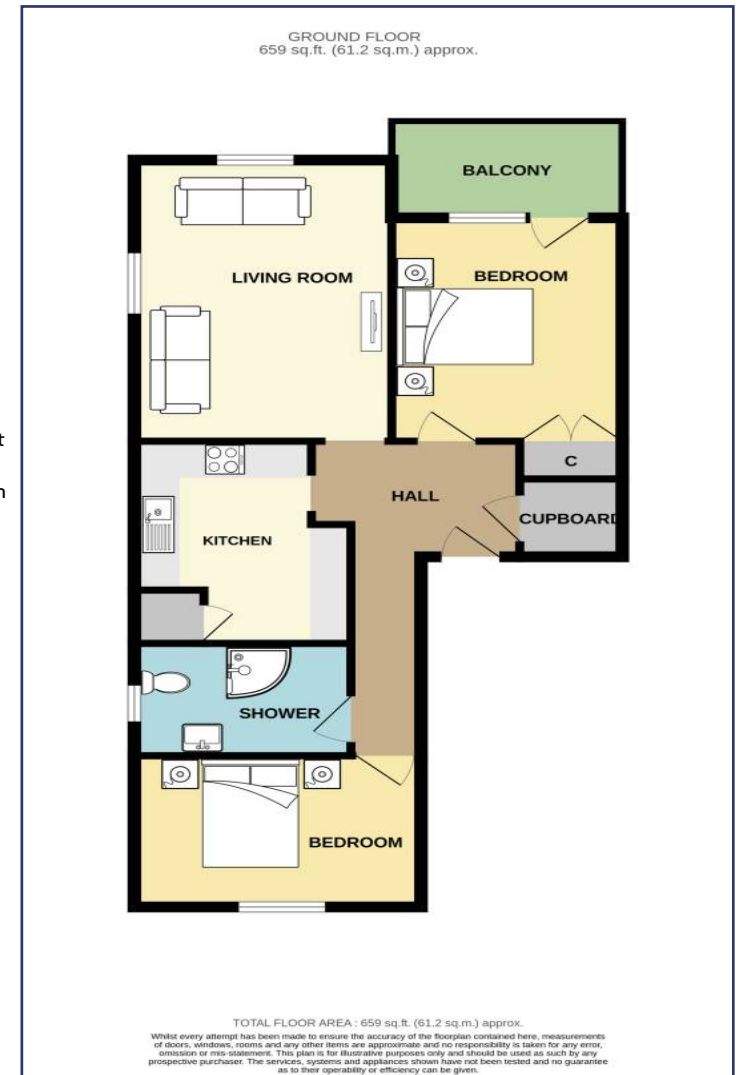 GROUND FLOOR
659 sq.ft. (61.2 sq.m.) approx.
BALCONY
LIVING ROOM
BEDROOM
t
C
n
HALL
CUPBOARD
KITCHEN
SHOWER
BEDROOM
TOTAL FLOOR AREA : 659 sq.ft. (61.2 sq.m.) approx.
Whilst every attempt has been made to ensure the accuracy of the floorplan contained here, measurements
of doors, windows, rooms and any other items are approximate and no responsibility is taken for any error,
omission or mis-statement. This plan is for illustrative purposes only and should be used as such by any
prospective purchaser. The services, systems and appliances shown have not been tested and no guarantee
as to their operability or efficiency can be given.